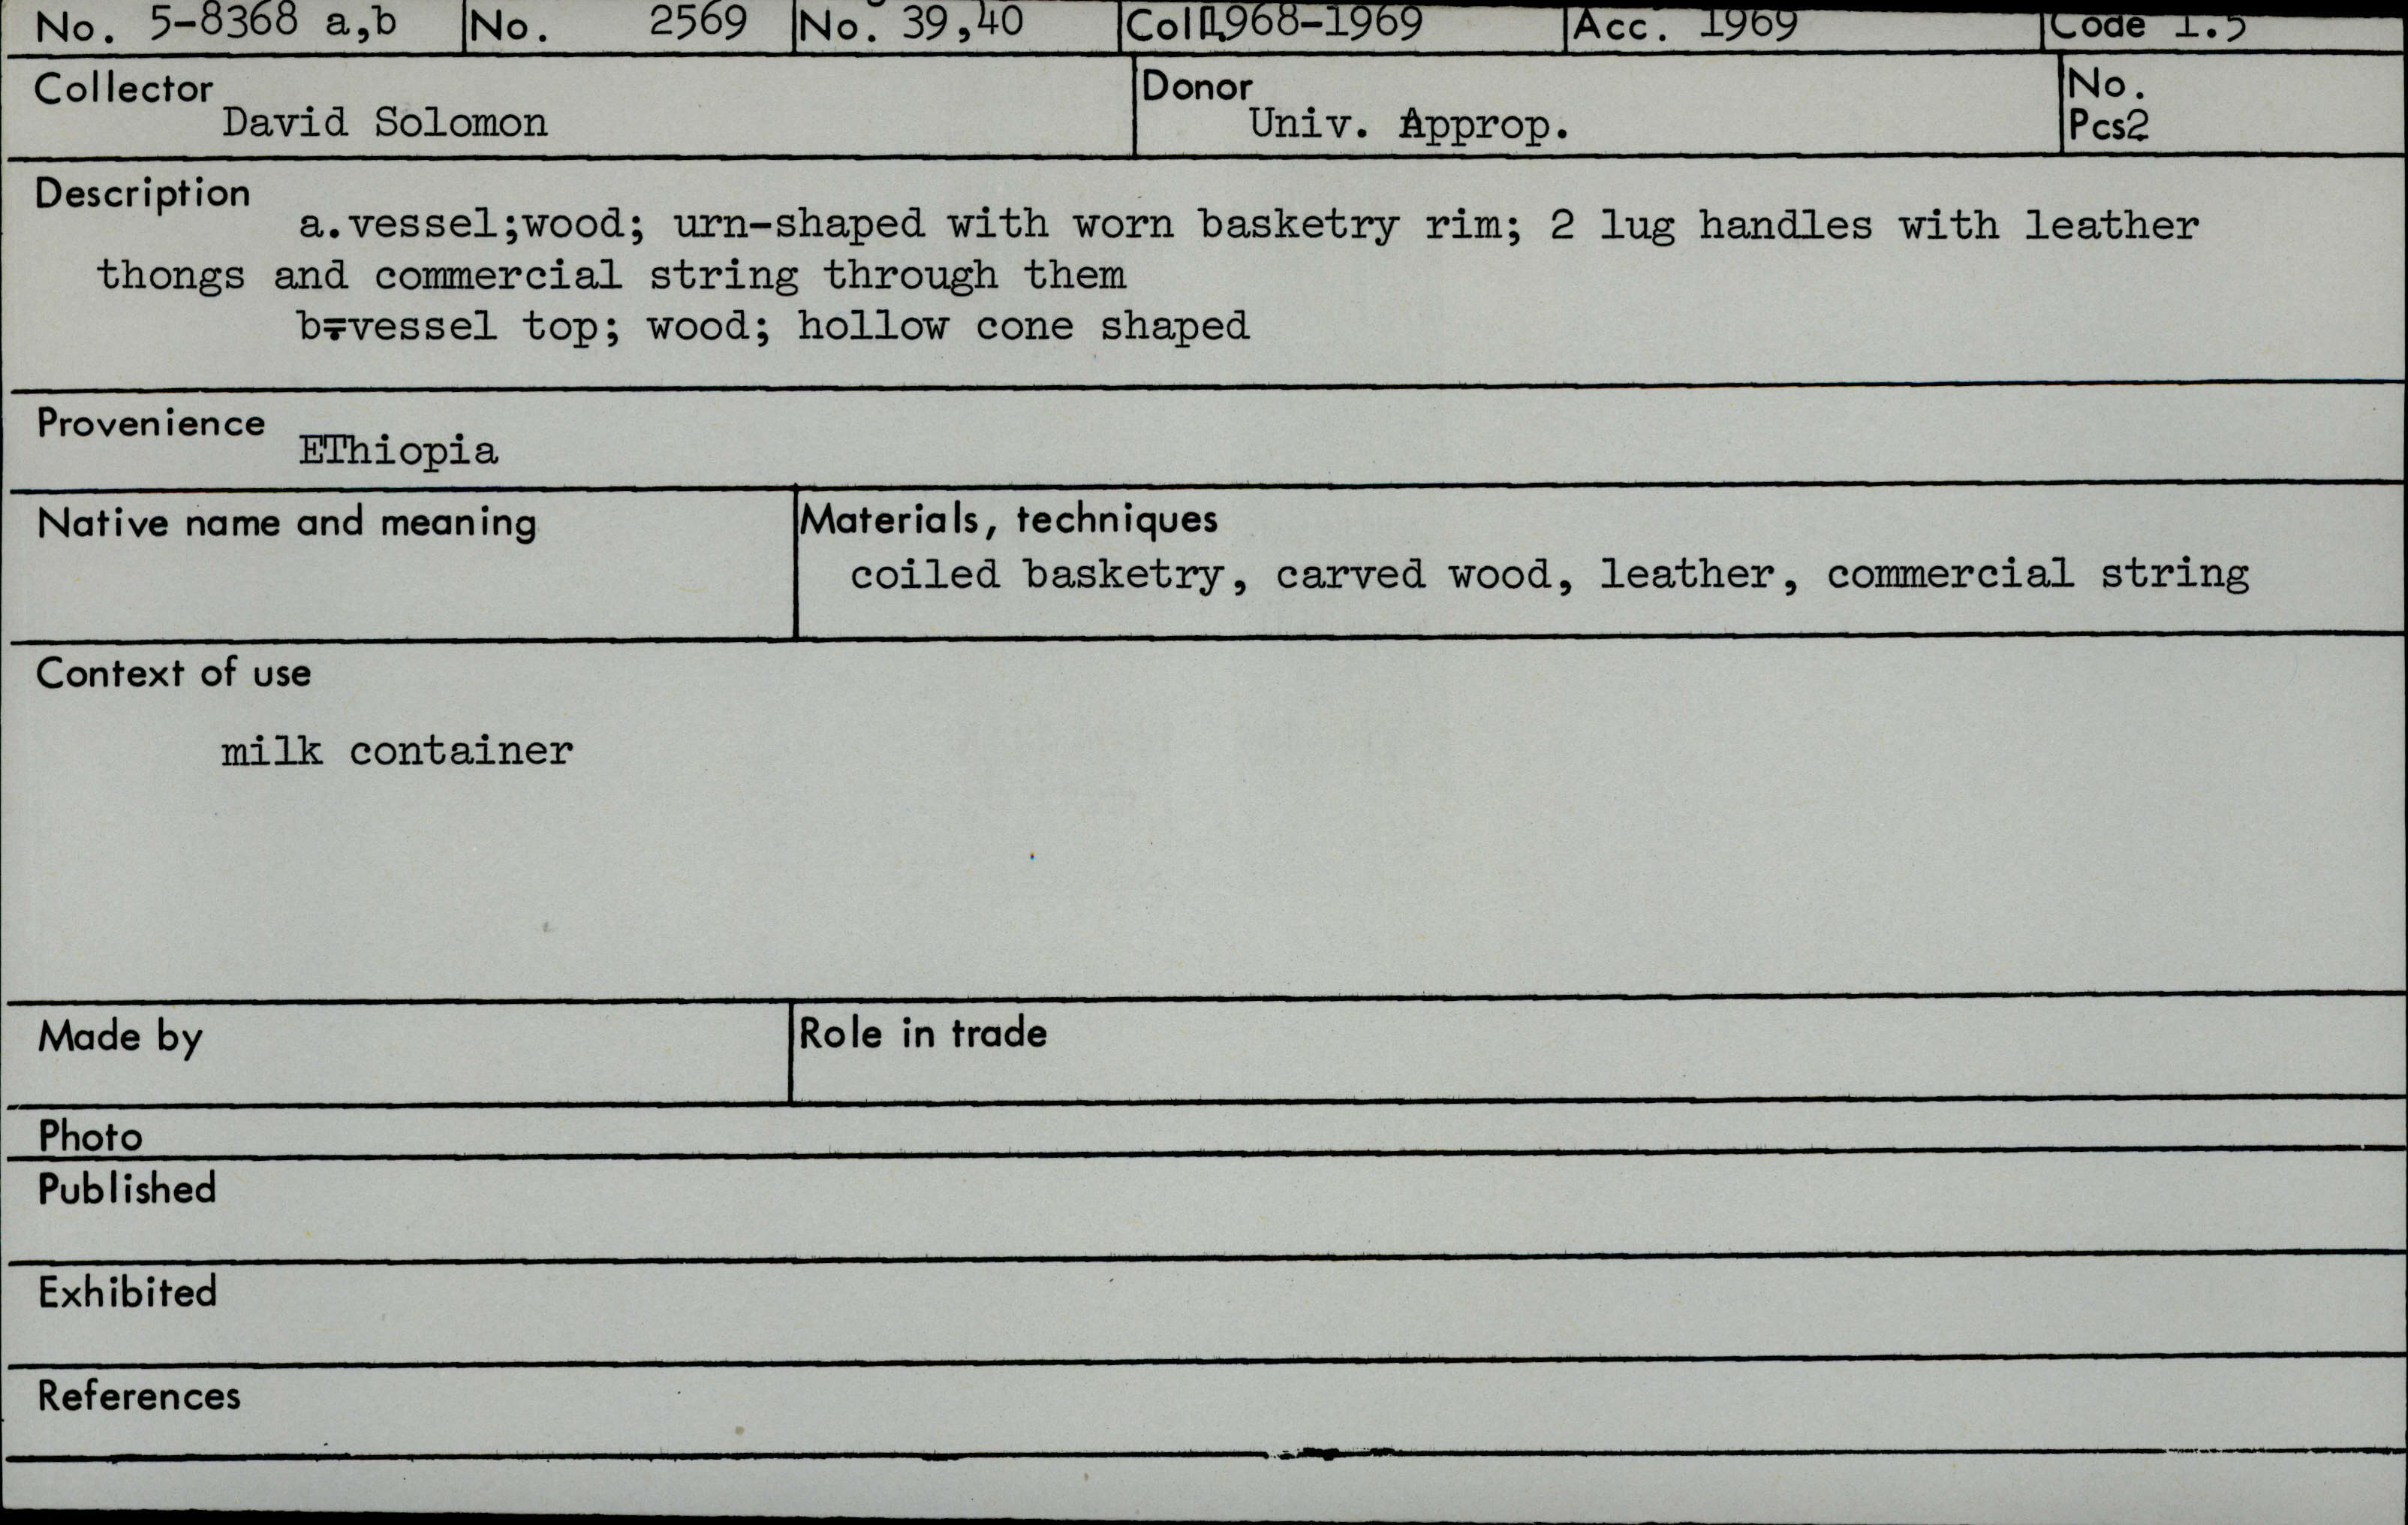 No. 5-8368 a,b No. 2569 No. 39,40 Coll.1968-1969 Acc. 1969 Code 1.5
Collector Donor No.
David Solomon Univ. Approp. Pcs2
Description
a.vessel;wood; urn-shaped with worn basketry rim; 2 lug handles with leather
thongs and commercial string through them
b.vessel top; wood; hollow cone shaped
Provenience
EThiopia
Native name and meaning Materials, techniques
coiled basketry, carved wood, leather, commercial string
Context of use
milk container
Made by Role in trade
Photo
Published
Exhibited
References